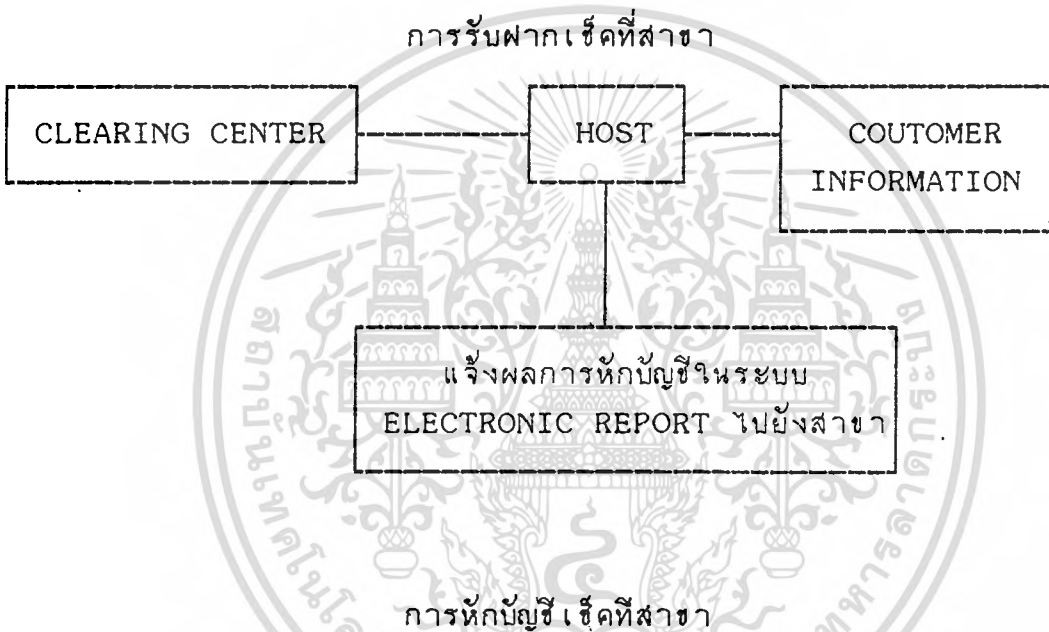 การรับฝากเช็คที่สาขา
CLEARING CENTER
HOST
COUTOMER
INFORMATION
แจ้งผลการหักบัญชีในระบบ
ELECTRONIC REPORT ไปยังสาขา
การหักบัญชีเช็คที่สาขา